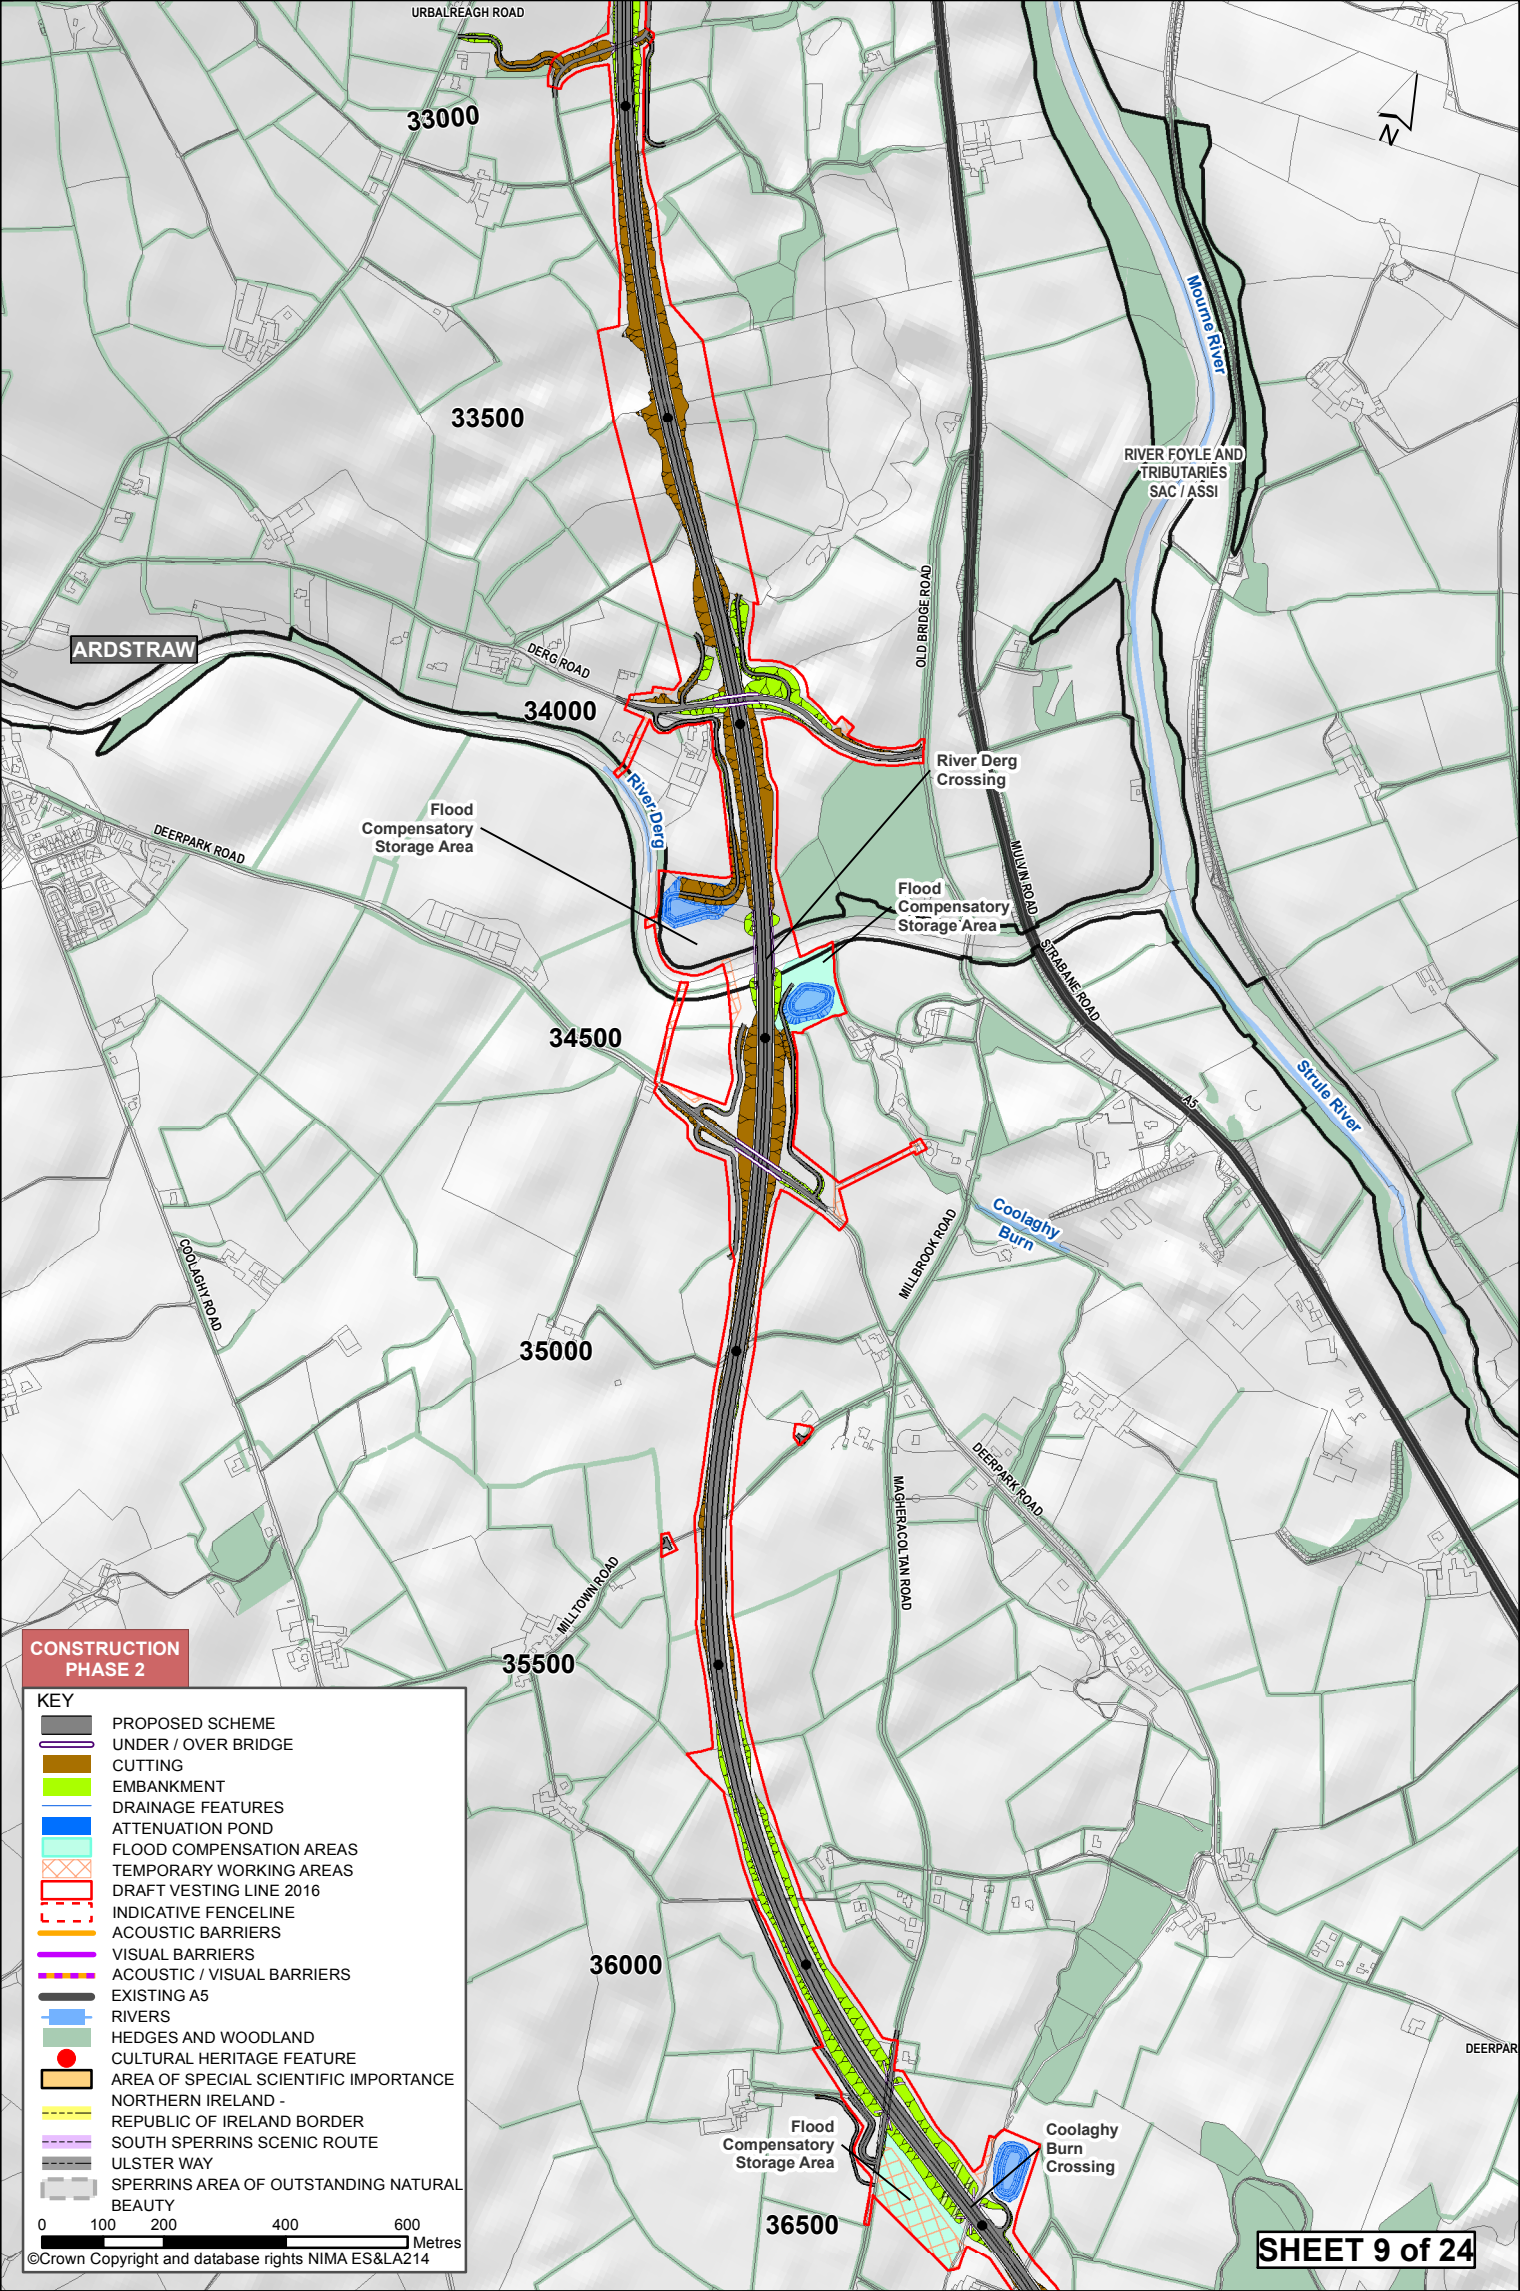 URBALREAGH ROAD
33000
N
Mourne River
33500
RIVER FOYLE AND
TRIBUTARIES
SAC / ASSI
OLD BRIDGE ROAD
ARDSTRAW
DERG ROAD
34000
River Derg
Crossing
River Derg
Flood
Compensatory
Storage Area
DEERPARK ROAD
MULVIN ROAD
Flood
Compensatory
Storage Area
STRABANE ROAD
34500
A5
Strule River
Coolaghy
Burn
MILLBROOK ROAD
COOLAGHY ROAD
35000
DEERPARK ROAD
MAGHERACOLTAN ROAD
MILLTOWN ROAD
35500
36000
DEERPAR
Flood
Compensatory
Storage Area
Coolaghy
Burn
Crossing
36500
CONSTRUCTION
PHASE 2
KEY
PROPOSED SCHEME
UNDER / OVER BRIDGE
CUTTING
EMBANKMENT
DRAINAGE FEATURES
ATTENUATION POND
FLOOD COMPENSATION AREAS
TEMPORARY WORKING AREAS
DRAFT VESTING LINE 2016
INDICATIVE FENCELINE
ACOUSTIC BARRIERS
VISUAL BARRIERS
ACOUSTIC / VISUAL BARRIERS
EXISTING A5
RIVERS
HEDGES AND WOODLAND
CULTURAL HERITAGE FEATURE
AREA OF SPECIAL SCIENTIFIC IMPORTANCE
NORTHERN IRELAND -
REPUBLIC OF IRELAND BORDER
SOUTH SPERRINS SCENIC ROUTE
ULSTER WAY
SPERRINS AREA OF OUTSTANDING NATURAL
BEAUTY
0 100 200 400 600
Metres
©Crown Copyright and database rights NIMA ES&LA214
SHEET 9 of 24